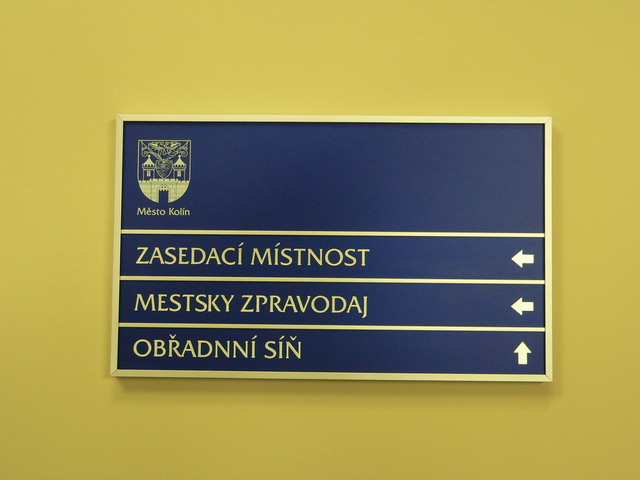 Město Kolín
ZASEDACÍ MÍSTNOST
MESTSKY ZPRAVODAJ
OBŘADNNÍ SÍŇ